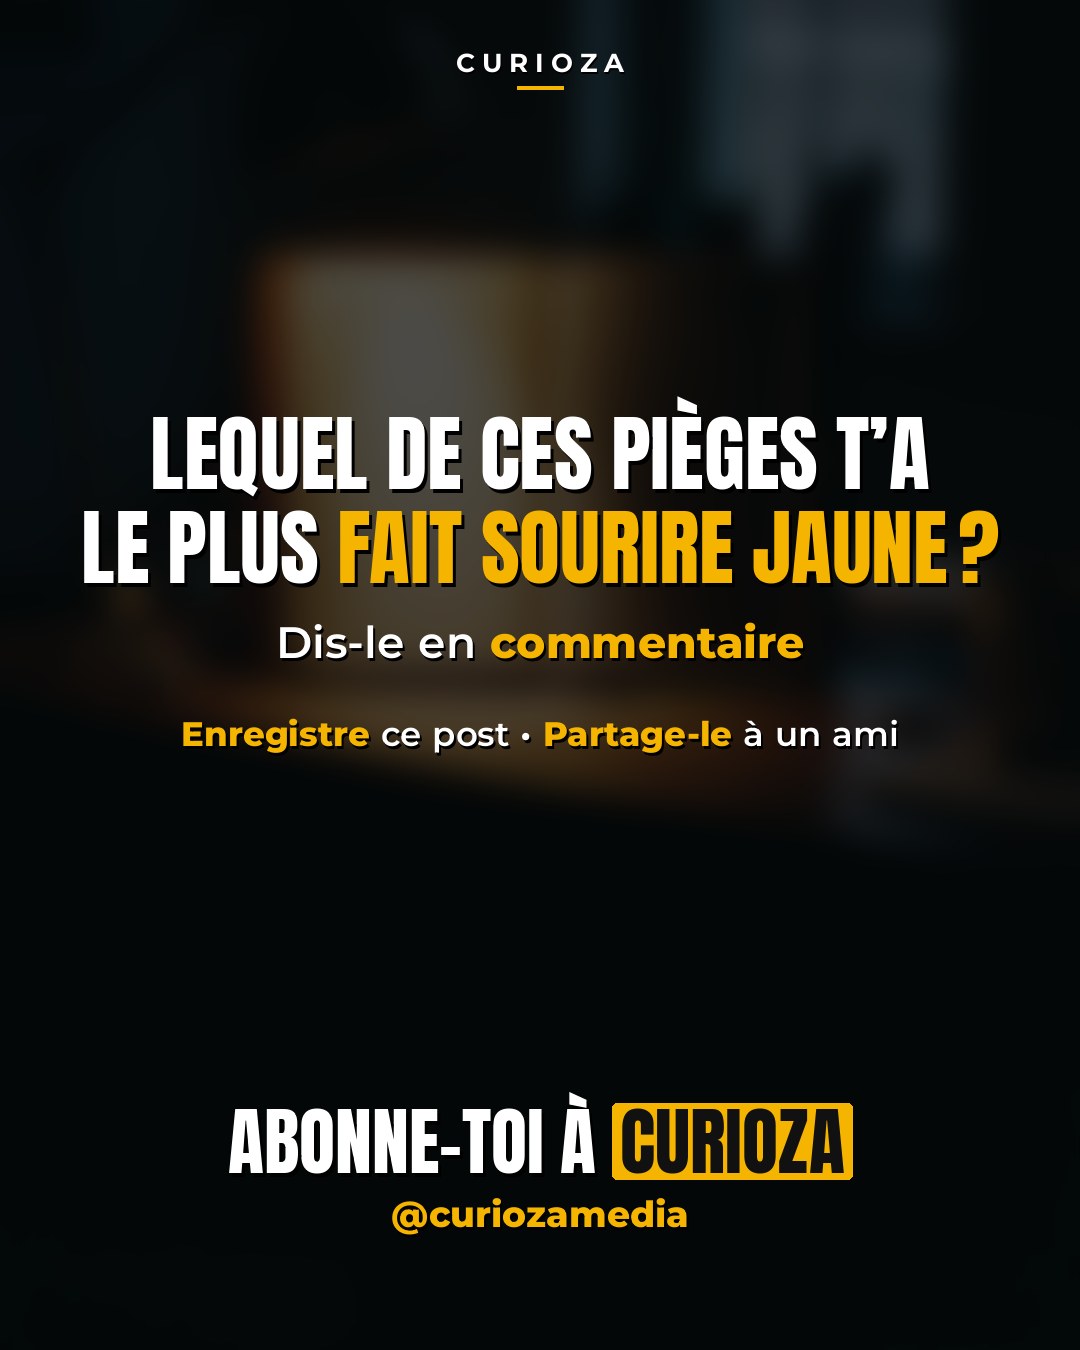 CURIOZA
LEQUEL DE CES PIÈGES T’A
LE PLUS FAIT SOURIRE JAUNE ?
Dis-le en commentaire
Enregistre ce post • Partage-le à un ami
ABONNE-TOI À CURIOZA
@curiozamedia